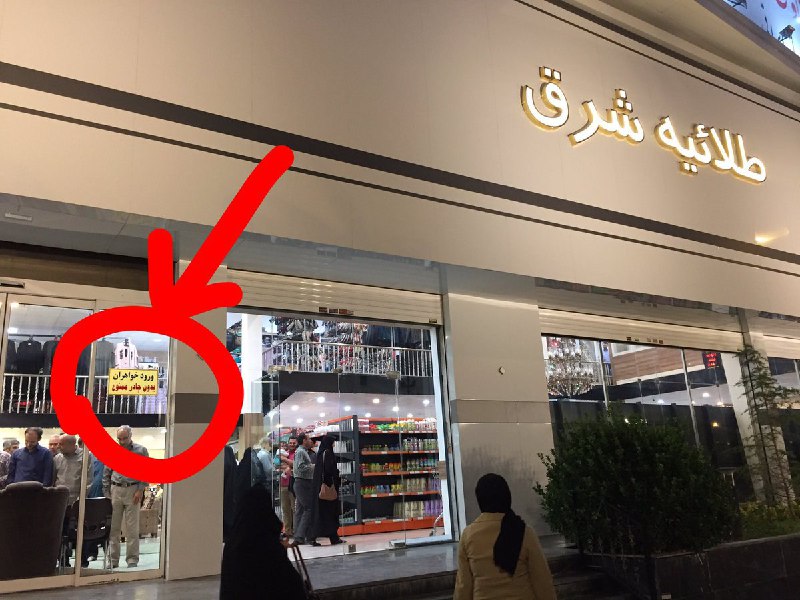 طلائیه شرق
ورود خواهران
بدون چادر ممنوع